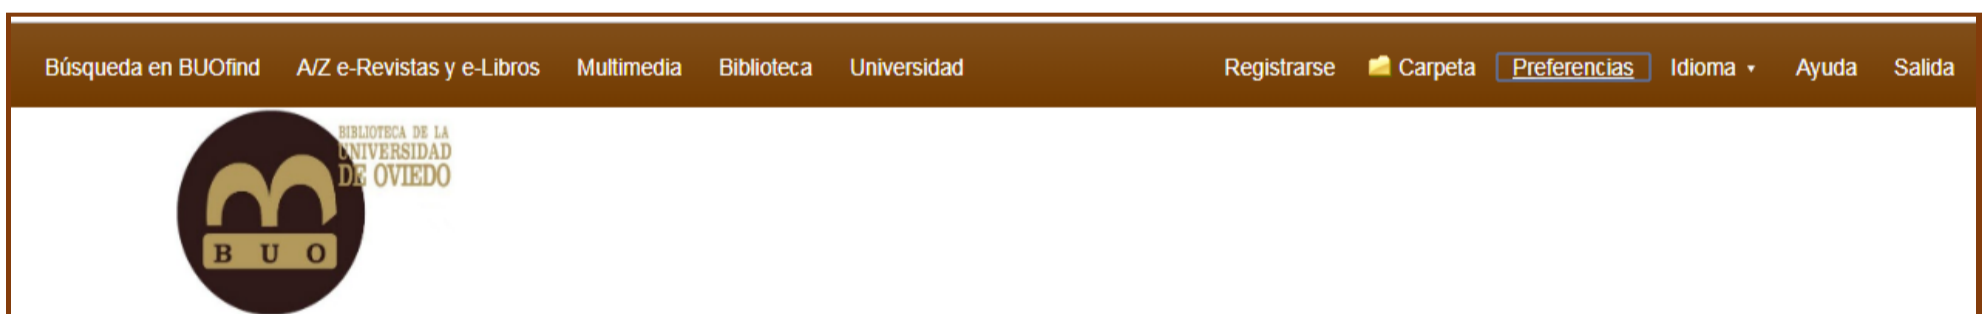 Búsqueda en BUOfind A/Z e-Revistas y e-Libros Multimedia Biblioteca Universidad Registrarse Carpeta Preferencias Idioma Ayuda Salida
BIBLIOTECA DE LA
UNIVERSIDAD
DE OVIEDO
B U O